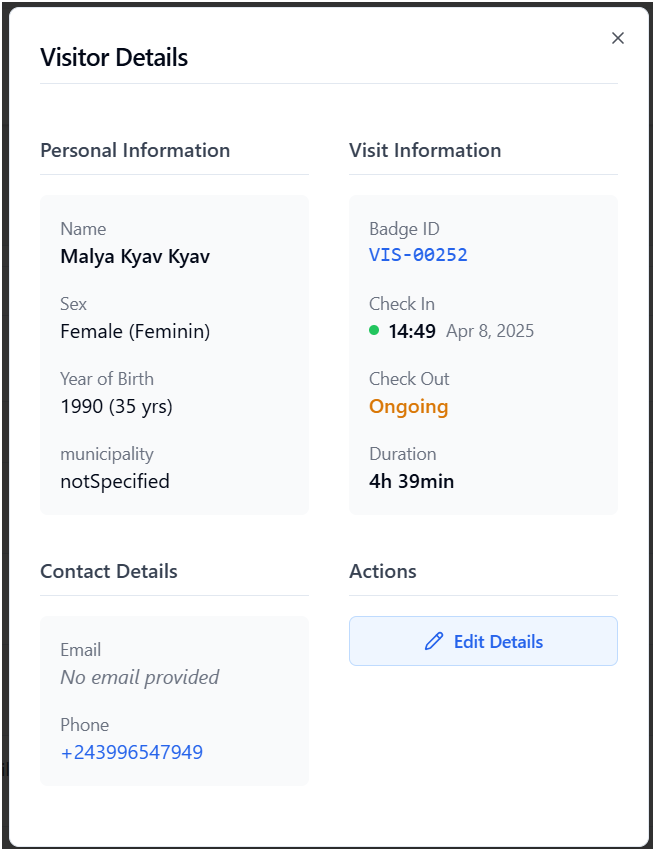 Visitor Details
Personal Information
Name
Malya Kyav Kyav
Sex
Female (Feminin)
Year of Birth
1990 (35 yrs)
municipality
notSpecified
Visit Information
Badge ID
VIS-00252
Check In
14:49 Apr 8, 2025
Check Out
Ongoing
Duration
4h 39min
Contact Details
Email
No email provided
Phone
+243996547949
Actions
Edit Details